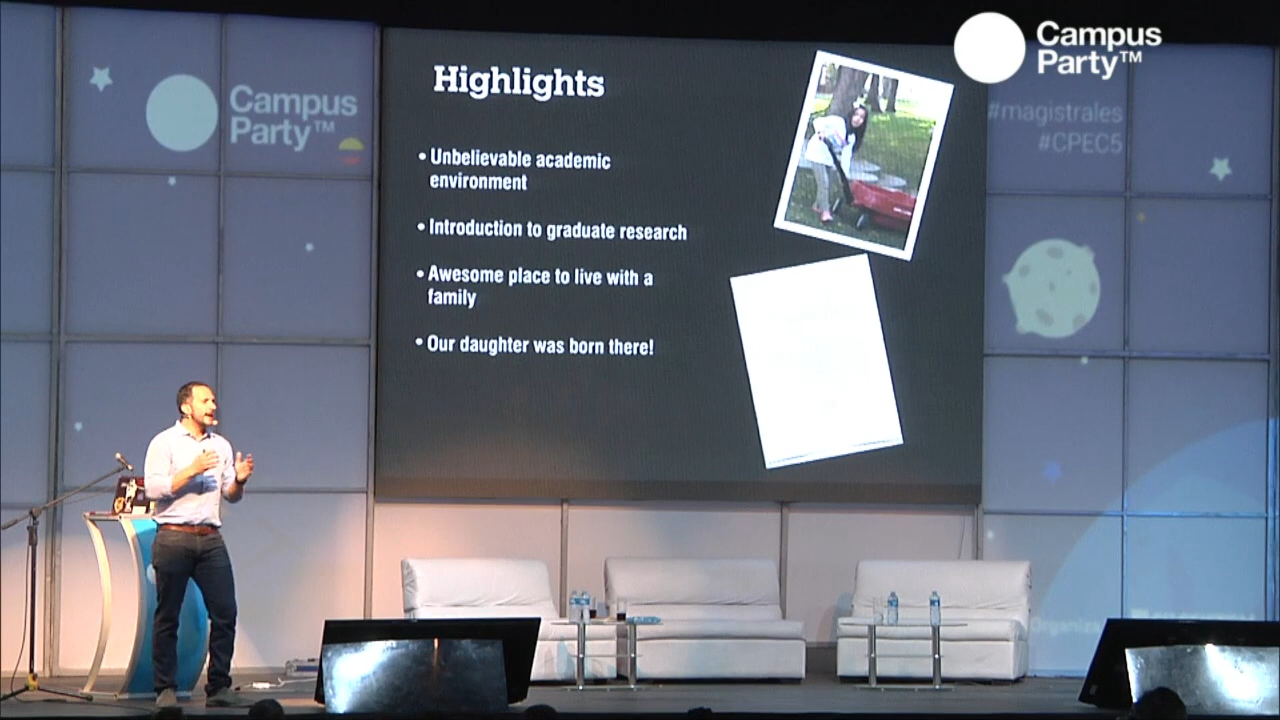 Campus
Party™
Campus
Party™
#magistrales
#CPEC5
Highlights
• Unbelievable academic
environment
• Introduction to graduate research
• Awesome place to live with a
family
• Our daughter was born there!
Organiz